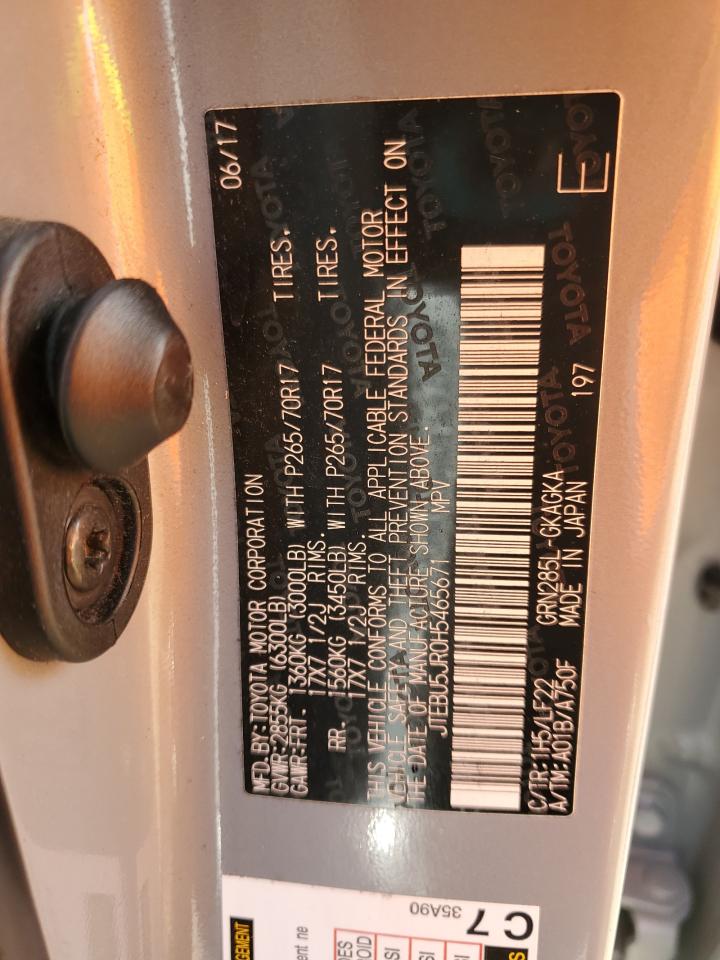 MFD.BY:TOYOTA MOTOR CORPORATION 06/17
GVWR:2855KG (6300LB)
GAWR-FRT- 1360KG (3000LB) WITH P265/70R17 TIRES.
17X7 1/2J RIMS.
RR. 1560KG (3450LB) WITH P265/70R17 TIRES.
17X7 1/2J RIMS.
THIS VEHICLE CONFORMS TO ALL APPLICABLE FEDERAL MOTOR
VEHICLE SAFETY AND THEFT PREVENTION STANDARDS IN EFFECT ON
THE DATE OF MANUFACTURE SHOWN ABOVE.
JTEBU5JR0H5465671 MPV
C/TR:1H5/LF22 GRN285L-GKAGKA
A/TM:A01B/A750F MADE IN JAPAN 197
E
TOYOTA
C 7
35A90